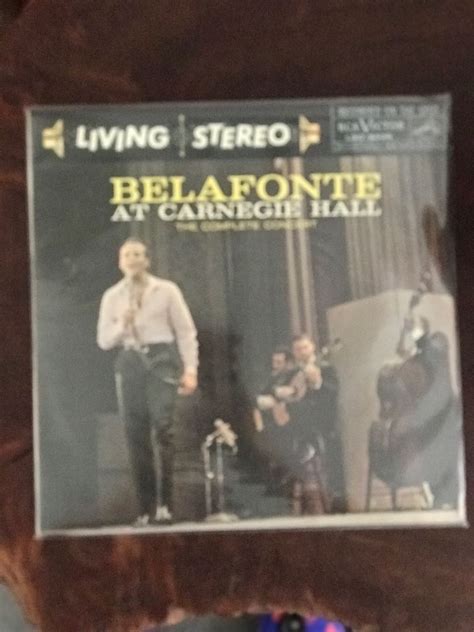 LIVING STEREO
RCA VICTOR
BELAFONTE
AT CARNEGIE HALL
THE COMPLETE CONCERT